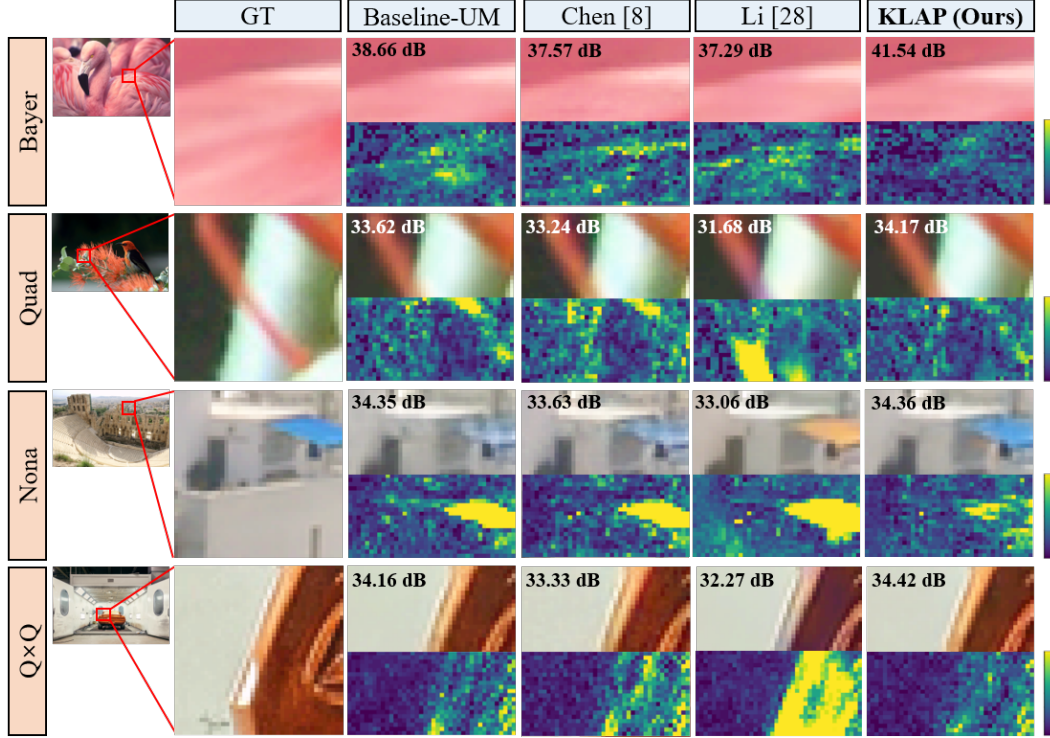 GT Baseline-UM Chen [8] Li [28] KLAP (Ours)
Bayer 38.66 dB 37.57 dB 37.29 dB 41.54 dB
Quad 33.62 dB 33.24 dB 31.68 dB 34.17 dB
Nona 34.35 dB 33.63 dB 33.06 dB 34.36 dB
Q×Q 34.16 dB 33.33 dB 32.27 dB 34.42 dB